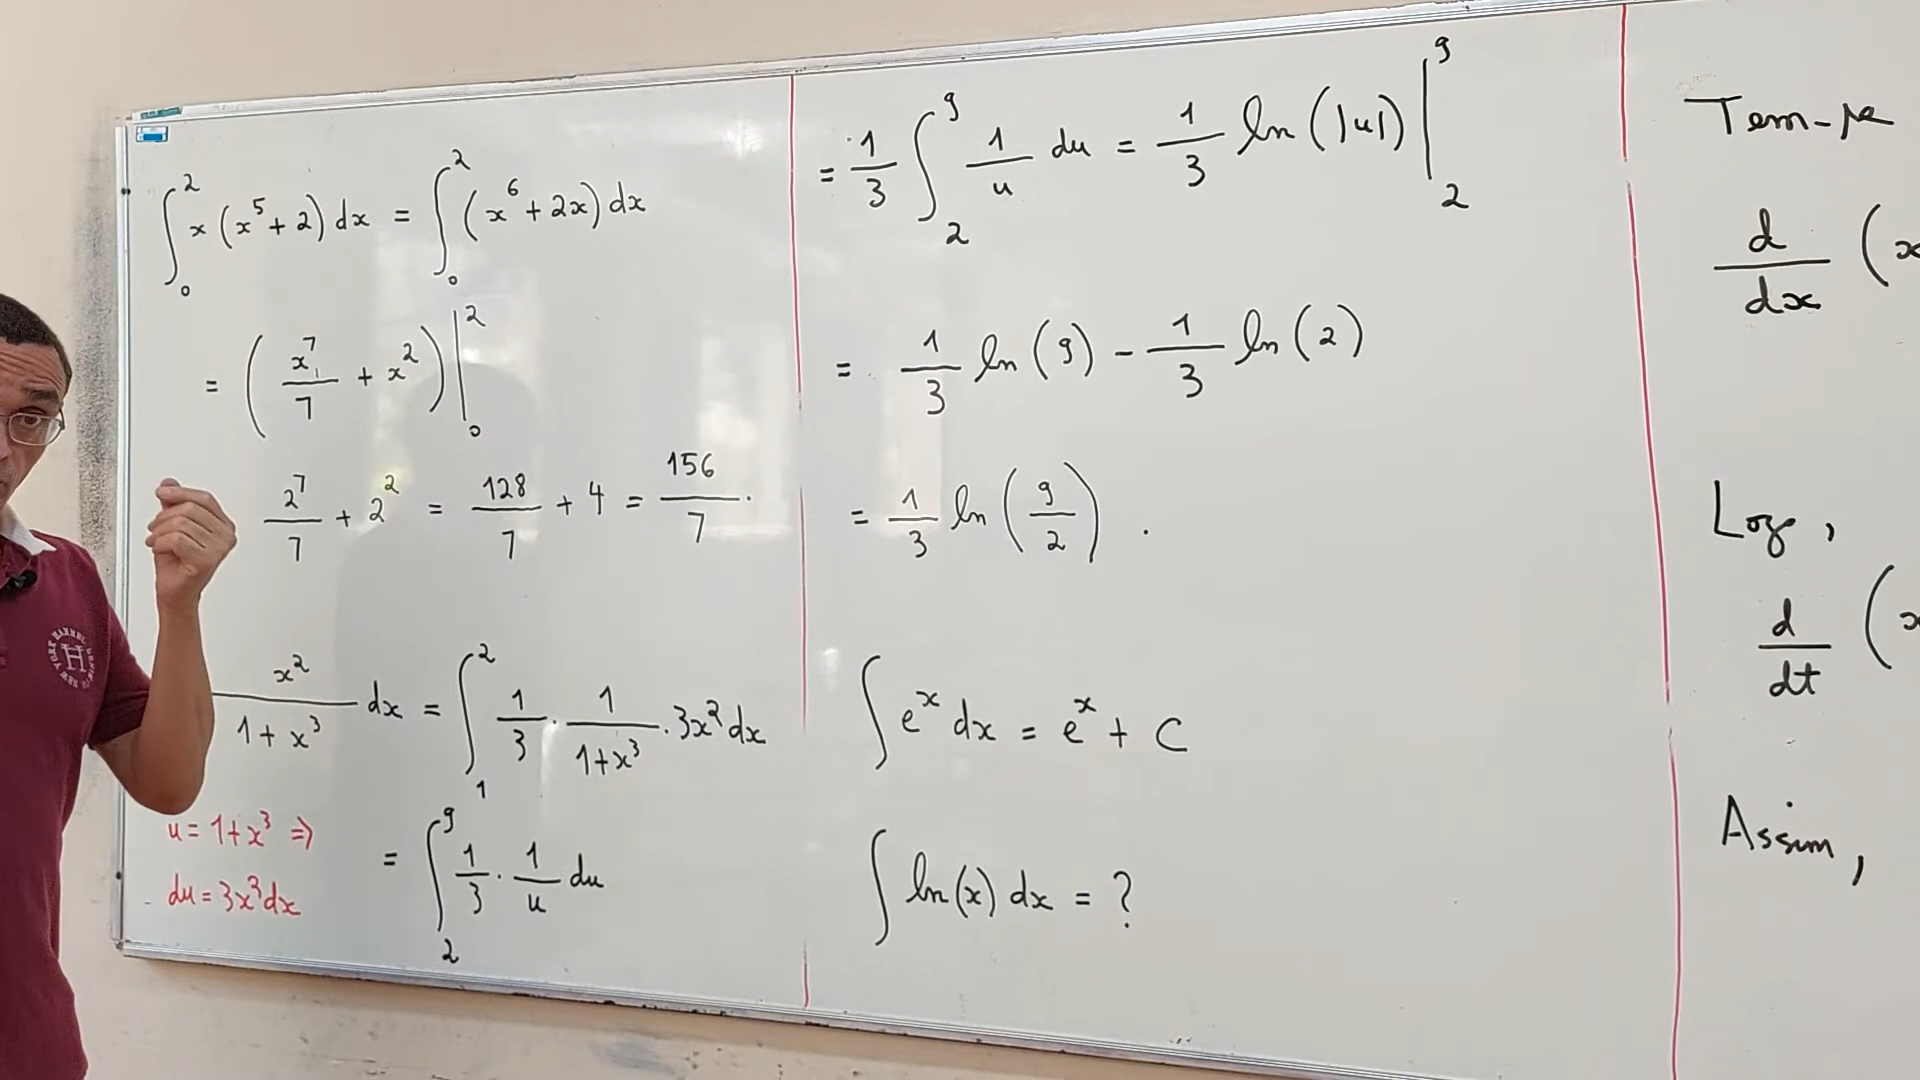 ∫₀² x(x⁵+2) dx = ∫₀² (x⁶+2x) dx
= (x⁷/7 + x²)|₀²
2⁷/7 + 2² = 128/7 + 4 = 156/7.
x²/(1+x³) dx = ∫₁² 1/3 · 1/(1+x³) · 3x² dx
u = 1+x³ ⇒
du = 3x²dx
= ∫₂⁹ 1/3 · 1/u du
= 1/3 ∫₂⁹ 1/u du = 1/3 ln(|u|)|₂⁹
= 1/3 ln(9) − 1/3 ln(2)
= 1/3 ln(9/2).
∫ eˣ dx = eˣ + C
∫ ln(x) dx = ?
Tem-se
d/dx (x
Logo,
d/dt (x
Assim,
H